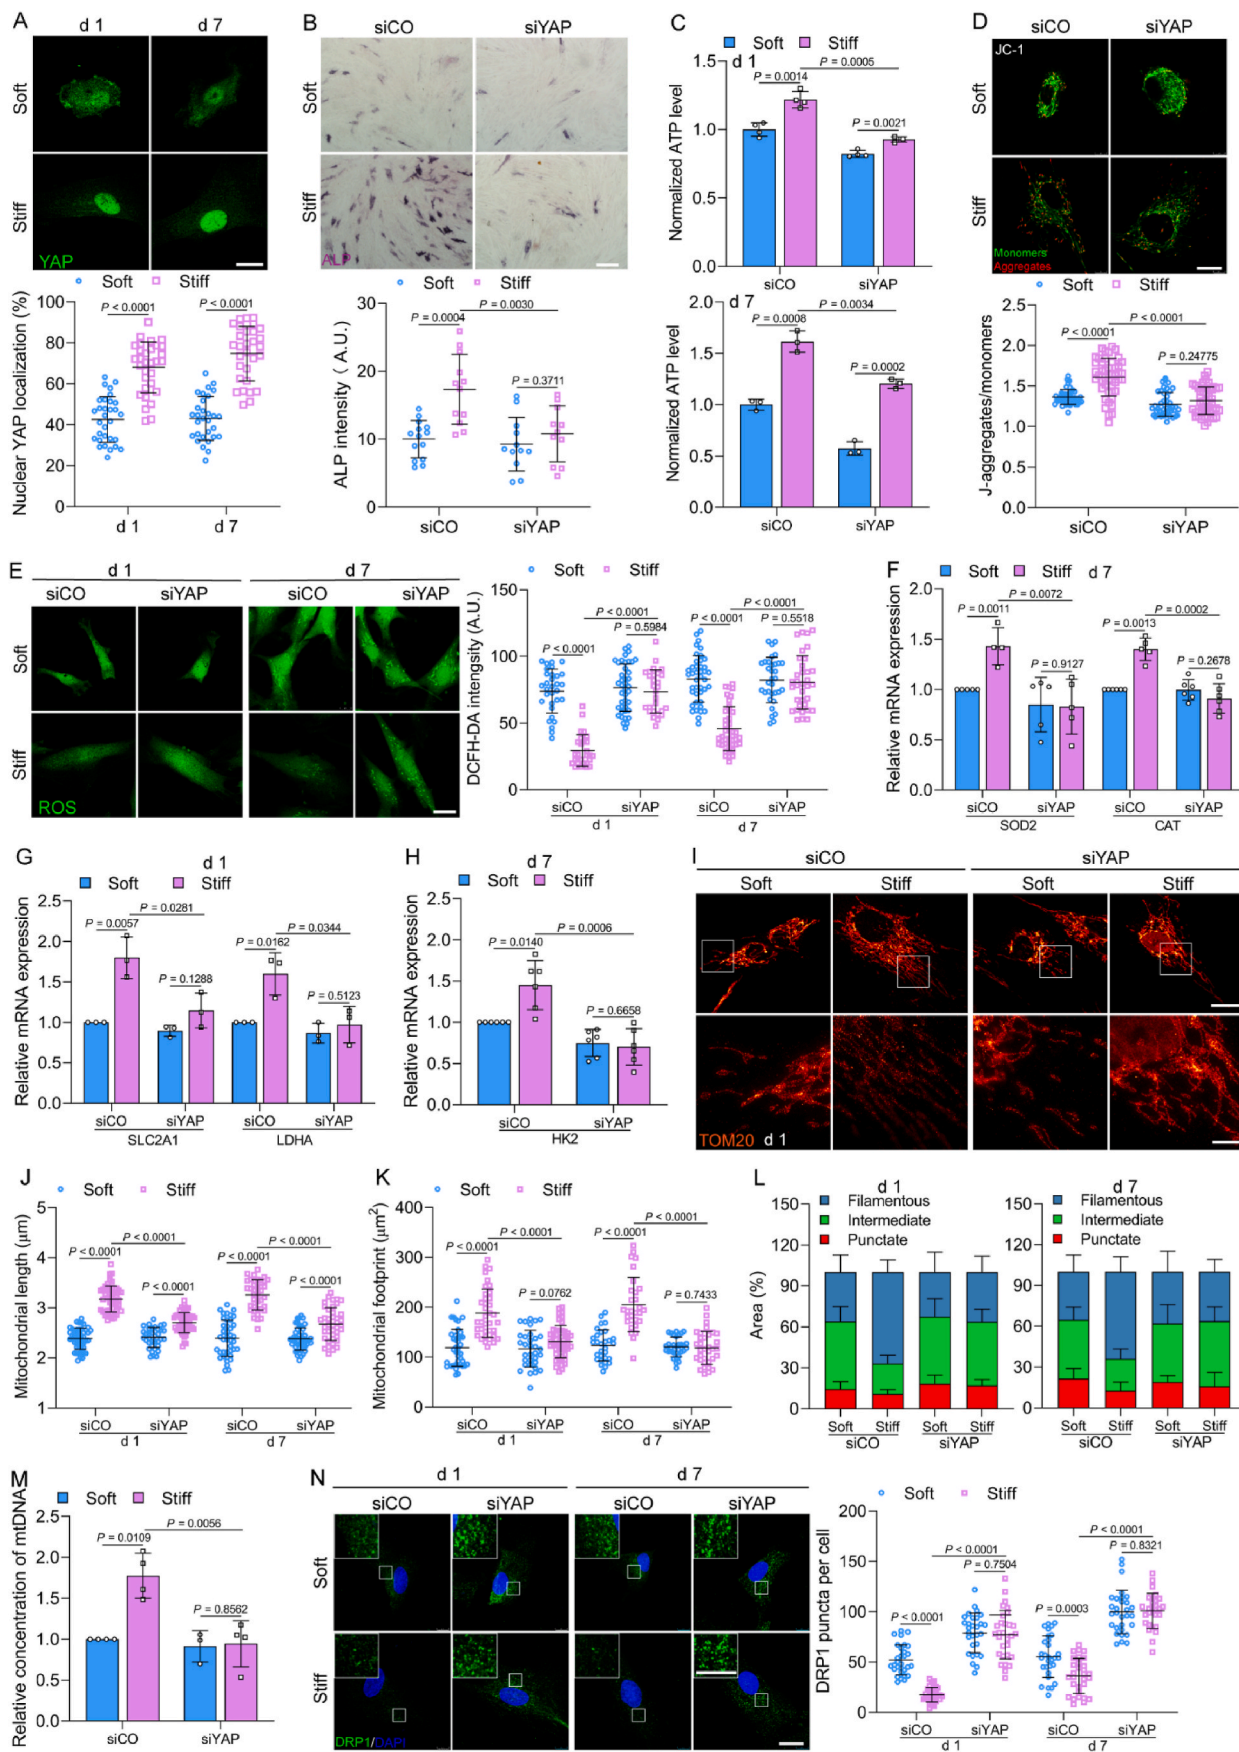 A
d 1
d 7
Soft
Stiff
YAP
Soft
Stiff
Nuclear YAP localization (%)
100
80
60
40
20
0
P < 0.0001
P < 0.0001
d 1
d 7
B
siCO
siYAP
Soft
Stiff
ALP
Soft
Stiff
ALP intensity ( A.U.)
30
20
10
0
P = 0.0004
P = 0.0030
P = 0.3711
siCO
siYAP
C
Soft
Stiff
d 1
Normalized ATP level
1.5
1.0
0.5
0.0
P = 0.0014
P = 0.0005
P = 0.0021
siCO
siYAP
d 7
Normalized ATP level
2.0
1.5
1.0
0.5
0.0
P = 0.0008
P = 0.0034
P = 0.0002
siCO
siYAP
D
siCO
siYAP
JC-1
Soft
Stiff
Monomers
Aggregates
Soft
Stiff
J-aggregates/monomers
2.5
2.0
1.5
1.0
0.5
0.0
P < 0.0001
P < 0.0001
P = 0.24775
siCO
siYAP
E
d 1
d 7
siCO
siYAP
siCO
siYAP
Soft
Stiff
ROS
Soft
Stiff
DCFH-DA intengsity (A.U.)
150
100
50
0
P < 0.0001
P < 0.0001
P = 0.5984
P < 0.0001
P < 0.0001
P = 0.5518
siCO
siYAP
siCO
siYAP
d 1
d 7
F
Soft
Stiff
d 7
Relative mRNA expression
2.0
1.5
1.0
0.5
0.0
P = 0.0011
P = 0.0072
P = 0.9127
P = 0.0013
P = 0.0002
P = 0.2678
siCO
siYAP
siCO
siYAP
SOD2
CAT
G
d 1
Soft
Stiff
Relative mRNA expression
2.5
2.0
1.5
1.0
0.5
0.0
P = 0.0057
P = 0.0281
P = 0.1288
P = 0.0162
P = 0.0344
P = 0.5123
siCO
siYAP
siCO
siYAP
SLC2A1
LDHA
H
d 7
Soft
Stiff
Relative mRNA expression
2.5
2.0
1.5
1.0
0.5
0.0
P = 0.0140
P = 0.0006
P = 0.6658
siCO
siYAP
HK2
I
siCO
siYAP
Soft
Stiff
Soft
Stiff
TOM20 d 1
J
Soft
Stiff
Mitochondrial length (μm)
5
4
3
2
1
P < 0.0001
P < 0.0001
P < 0.0001
P < 0.0001
P < 0.0001
P < 0.0001
siCO
siYAP
siCO
siYAP
d 1
d 7
K
Soft
Stiff
Mitochondrial footprint (μm²)
400
300
200
100
0
P < 0.0001
P < 0.0001
P = 0.0762
P < 0.0001
P < 0.0001
P = 0.7433
siCO
siYAP
siCO
siYAP
d 1
d 7
L
d 1
Filamentous
Intermediate
Punctate
Area (%)
150
120
90
60
30
0
Soft
Stiff
Soft
Stiff
siCO
siYAP
d 7
Filamentous
Intermediate
Punctate
150
120
90
60
30
0
Soft
Stiff
Soft
Stiff
siCO
siYAP
M
Soft
Stiff
Relative concentration of mtDNA
2.5
2.0
1.5
1.0
0.5
0.0
P = 0.0109
P = 0.0056
P = 0.8562
siCO
siYAP
N
d 1
d 7
siCO
siYAP
siCO
siYAP
Soft
Stiff
DRP1/DAPI
Soft
Stiff
DRP1 puncta per cell
200
150
100
50
0
P < 0.0001
P < 0.0001
P = 0.7504
P = 0.0003
P < 0.0001
P = 0.8321
siCO
siYAP
siCO
siYAP
d 1
d 7